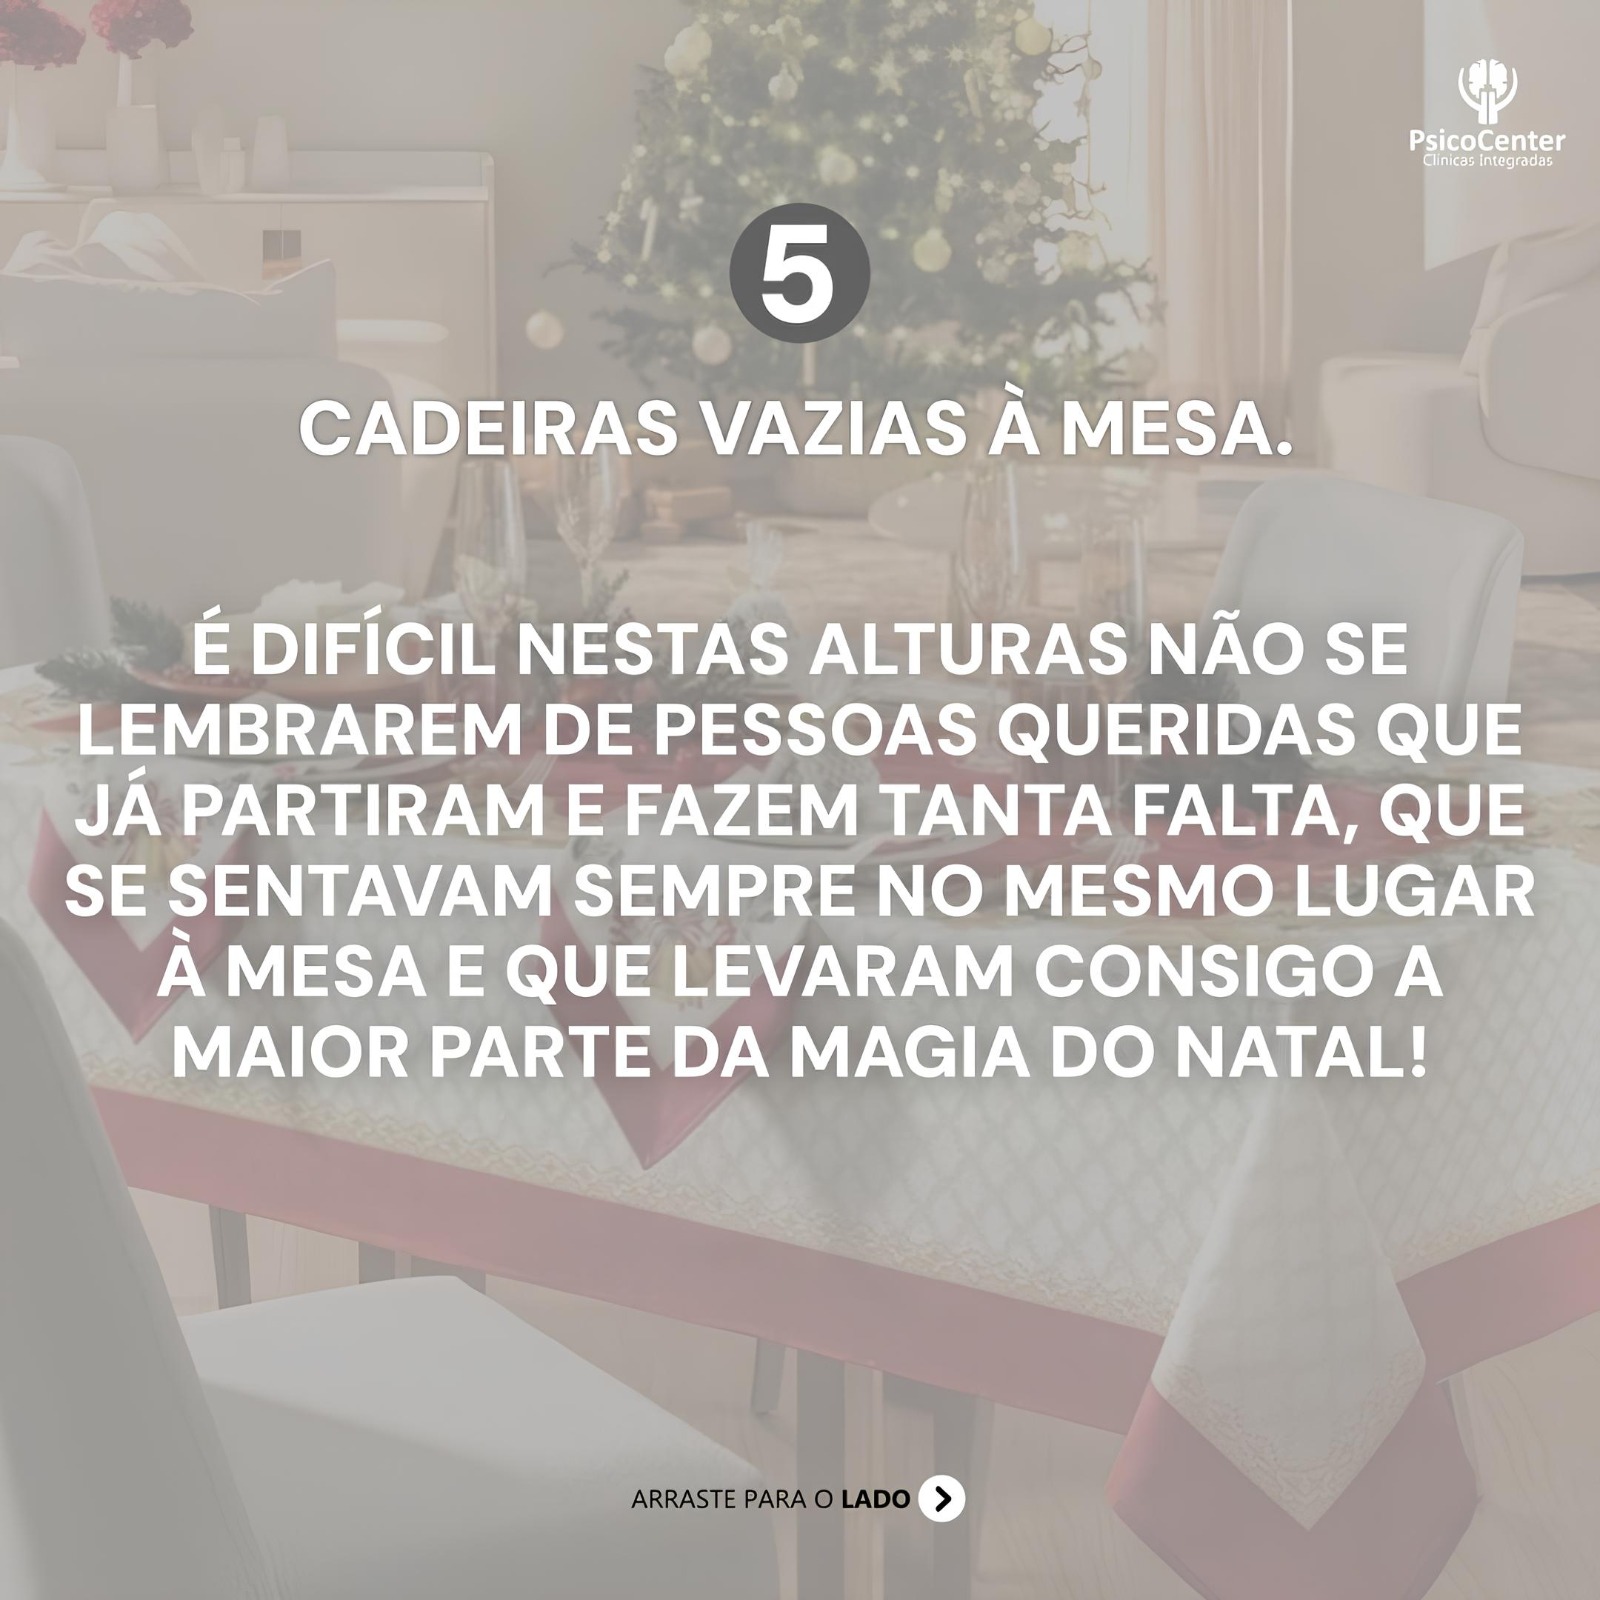 PsicoCenter
Clínicas Integradas
5
CADEIRAS VAZIAS À MESA.
É DIFÍCIL NESTAS ALTURAS NÃO SE
LEMBRAREM DE PESSOAS QUERIDAS QUE
JÁ PARTIRAM E FAZEM TANTA FALTA, QUE
SE SENTAVAM SEMPRE NO MESMO LUGAR
À MESA E QUE LEVARAM CONSIGO A
MAIOR PARTE DA MAGIA DO NATAL!
ARRASTE PARA O LADO